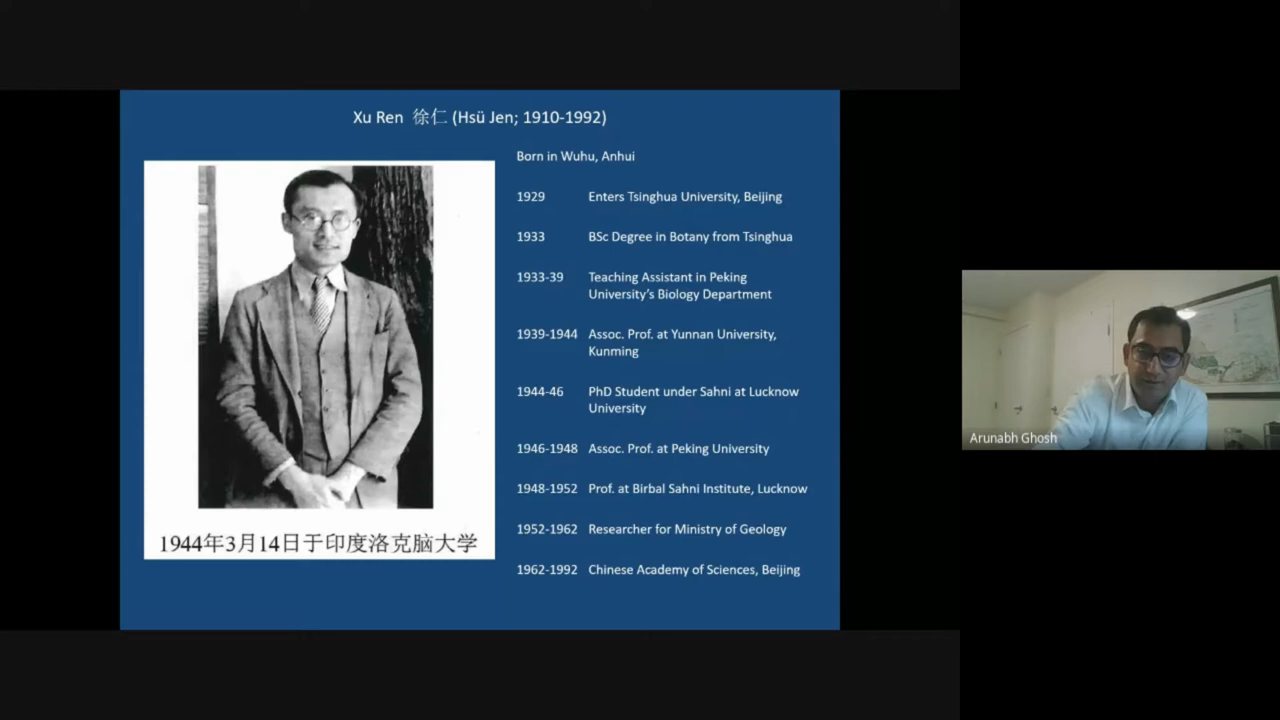 Xu Ren 徐仁 (Hsü Jen; 1910-1992)
Born in Wuhu, Anhui
1929 Enters Tsinghua University, Beijing
1933 BSc Degree in Botany from Tsinghua
1933-39 Teaching Assistant in Peking
University's Biology Department
1939-1944 Assoc. Prof. at Yunnan University,
Kunming
1944-46 PhD Student under Sahni at Lucknow
University
1946-1948 Assoc. Prof. at Peking University
1948-1952 Prof. at Birbal Sahni Institute, Lucknow
1952-1962 Researcher for Ministry of Geology
1962-1992 Chinese Academy of Sciences, Beijing
1944年3月14日于印度洛克脑大学
Arunabh Ghosh